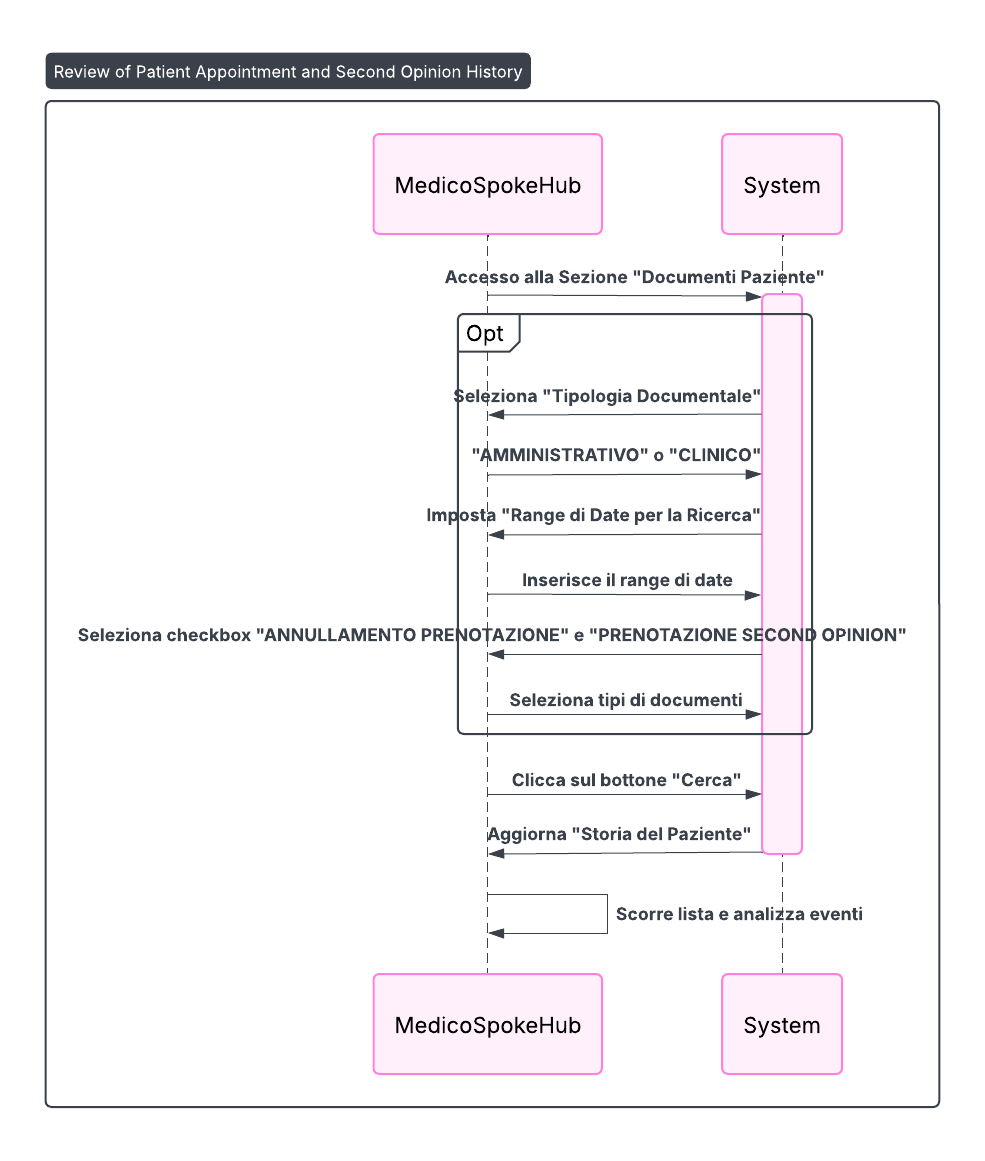 Review of Patient Appointment and Second Opinion History
MedicoSpokeHub
System
Accesso alla Sezione "Documenti Paziente"
Opt
Seleziona "Tipologia Documentale"
"AMMINISTRATIVO" o "CLINICO"
Imposta "Range di Date per la Ricerca"
Inserisce il range di date
Seleziona checkbox "ANNULLAMENTO PRENOTAZIONE" e "PRENOTAZIONE SECOND OPINION"
Seleziona tipi di documenti
Clicca sul bottone "Cerca"
Aggiorna "Storia del Paziente"
Scorre lista e analizza eventi
MedicoSpokeHub
System